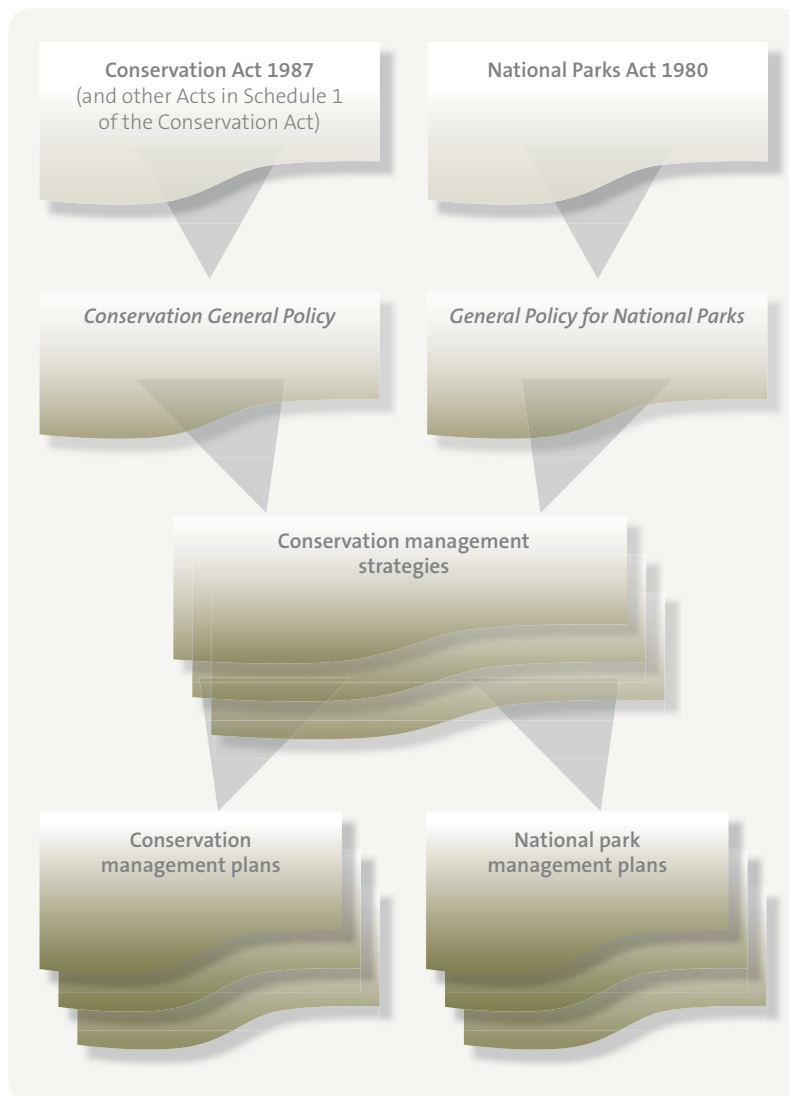 Conservation Act 1987
(and other Acts in Schedule 1
of the Conservation Act)
National Parks Act 1980
Conservation General Policy
General Policy for National Parks
Conservation management
strategies
Conservation
management plans
National park
management plans